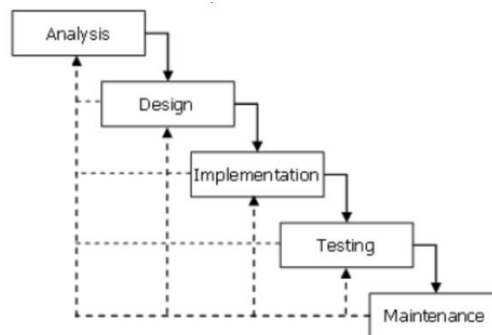 Analysis
Design
Implementation
Testing
Maintenance